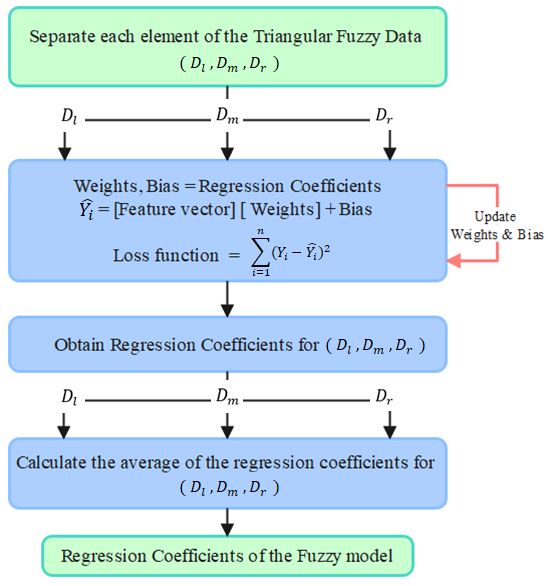 Separate each element of the Triangular Fuzzy Data
( D_l , D_m , D_r )
D_l D_m D_r
Weights, Bias = Regression Coefficients
Ŷ_i = [Feature vector] [ Weights] + Bias
Loss function = ∑_{i=1}^{n} (Y_i − Ŷ_i)²
Update
Weights & Bias
Obtain Regression Coefficients for ( D_l , D_m , D_r )
D_l D_m D_r
Calculate the average of the regression coefficients for
( D_l , D_m , D_r )
Regression Coefficients of the Fuzzy model